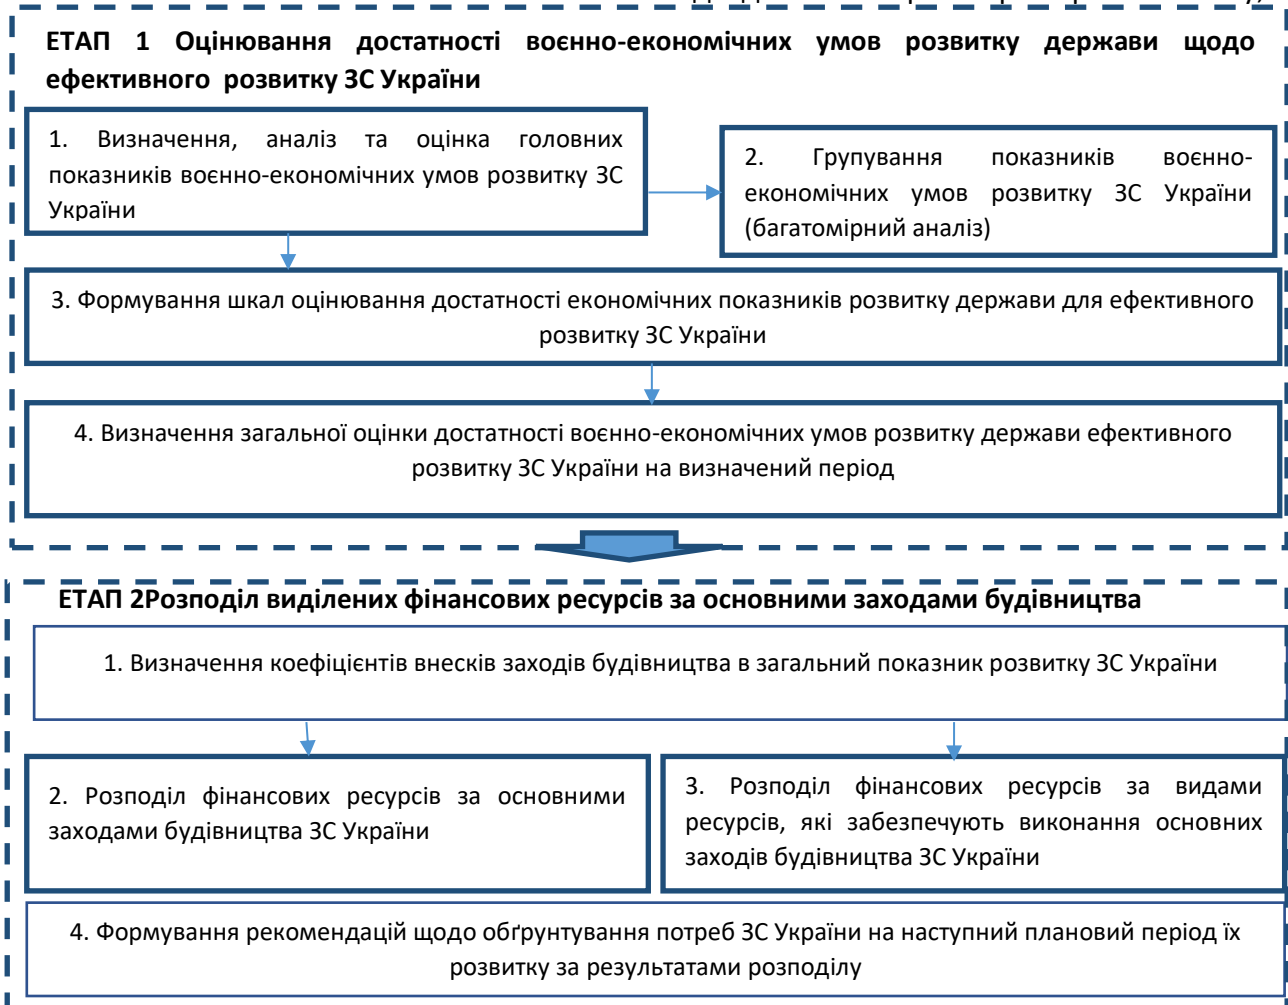 ЕТАП 1 Оцінювання достатності воєнно-економічних умов розвитку держави щодо
ефективного розвитку ЗС України
1. Визначення, аналіз та оцінка головних
показників воєнно-економічних умов розвитку ЗС
України
2. Групування показників воєнно-
економічних умов розвитку ЗС України
(багатомірний аналіз)
3. Формування шкал оцінювання достатності економічних показників розвитку держави для ефективного
розвитку ЗС України
4. Визначення загальної оцінки достатності воєнно-економічних умов розвитку держави ефективного
розвитку ЗС України на визначений період
ЕТАП 2Розподіл виділених фінансових ресурсів за основними заходами будівництва
1. Визначення коефіцієнтів внесків заходів будівництва в загальний показник розвитку ЗС України
2. Розподіл фінансових ресурсів за основними
заходами будівництва ЗС України
3. Розподіл фінансових ресурсів за видами
ресурсів, які забезпечують виконання основних
заходів будівництва ЗС України
4. Формування рекомендацій щодо обґрунтування потреб ЗС України на наступний плановий період їх
розвитку за результатами розподілу